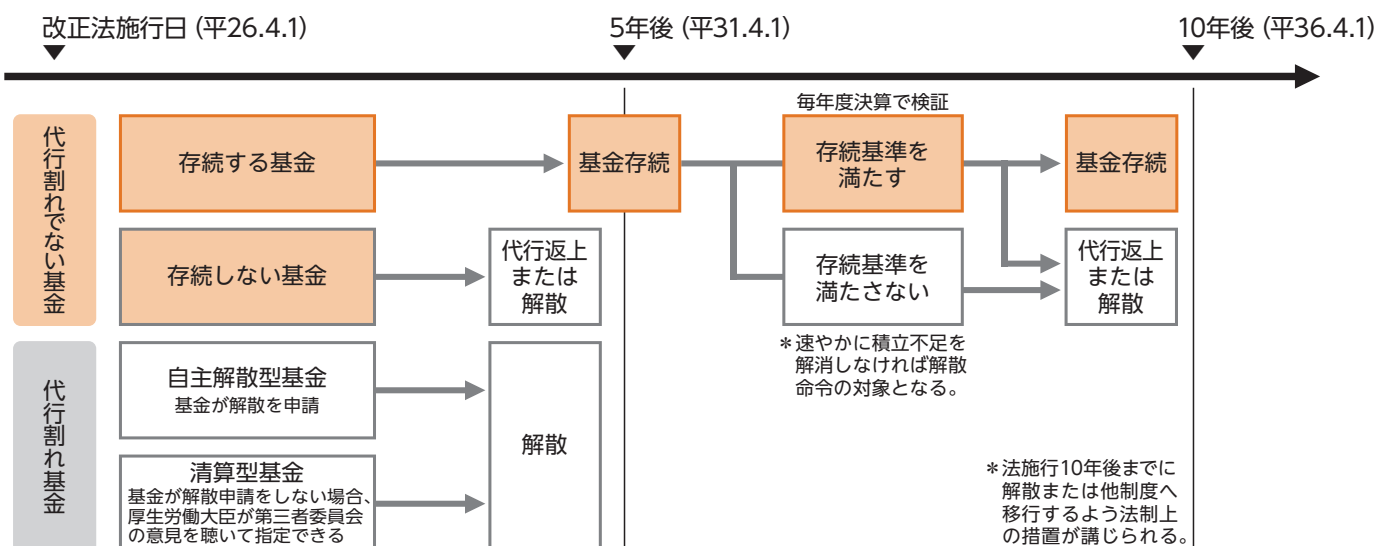 改正法施行日（平26.4.1）
5年後（平31.4.1）
10年後（平36.4.1）
代行割れでない基金
存続する基金
基金存続
毎年度決算で検証
存続基準を
満たす
基金存続
存続しない基金
代行返上
または
解散
存続基準を
満たさない
代行返上
または
解散
＊速やかに積立不足を
解消しなければ解散
命令の対象となる。
代行割れ基金
自主解散型基金
基金が解散を申請
解散
清算型基金
基金が解散申請をしない場合、
厚生労働大臣が第三者委員会
の意見を聴いて指定できる
＊法施行10年後までに
解散または他制度へ
移行するよう法制上
の措置が講じられる。